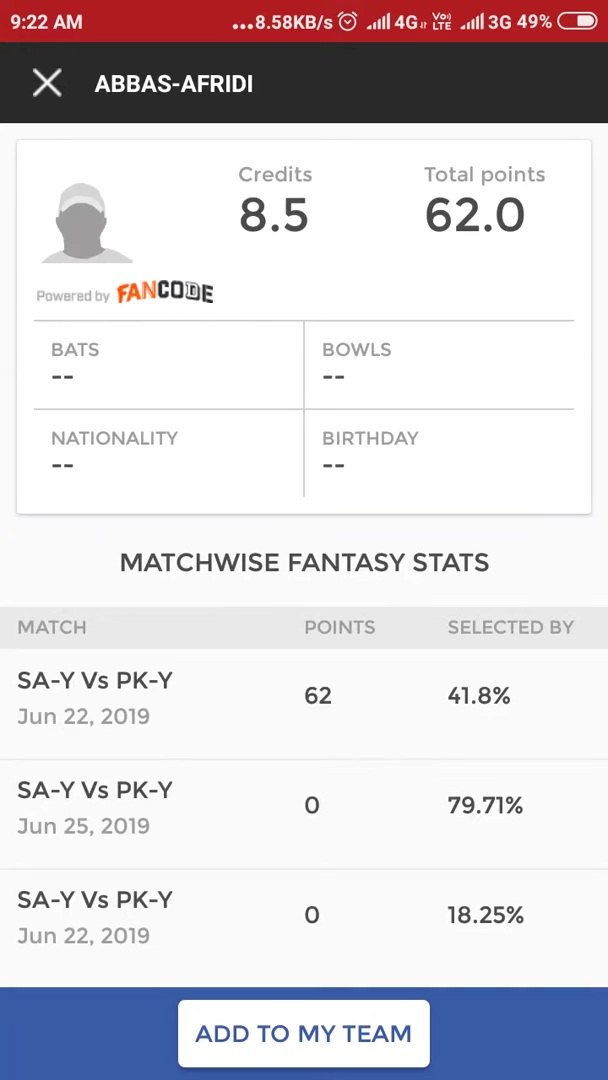 9:22 AM ...8.58KB/s 4G VoLTE 3G 49%
ABBAS-AFRIDI
Credits Total points
8.5 62.0
Powered by FANCODE
BATS BOWLS
-- --
NATIONALITY BIRTHDAY
-- --
MATCHWISE FANTASY STATS
MATCH POINTS SELECTED BY
SA-Y Vs PK-Y
Jun 22, 2019
62 41.8%
SA-Y Vs PK-Y
Jun 25, 2019
0 79.71%
SA-Y Vs PK-Y
Jun 22, 2019
0 18.25%
ADD TO MY TEAM